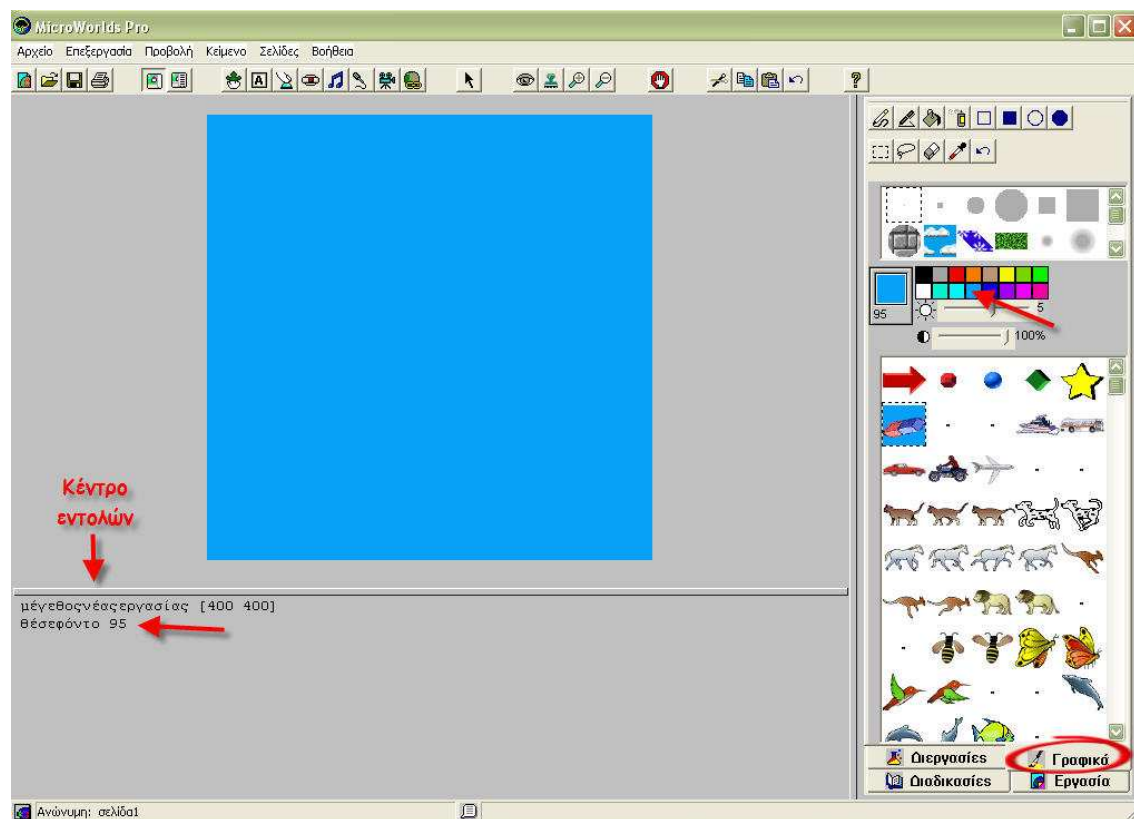 MicroWorlds Pro
Αρχείο Επεξεργασία Προβολή Κείμενο Σελίδες Βοήθεια
95
5
100%
Κέντρο
εντολών
μέγεθοςνέαςεργασίας [400 400]
θέσεφόντο 95
Διεργασίες
Γραφικά
Διαδικασίες
Εργασία
Ανώνυμη: σελίδα1